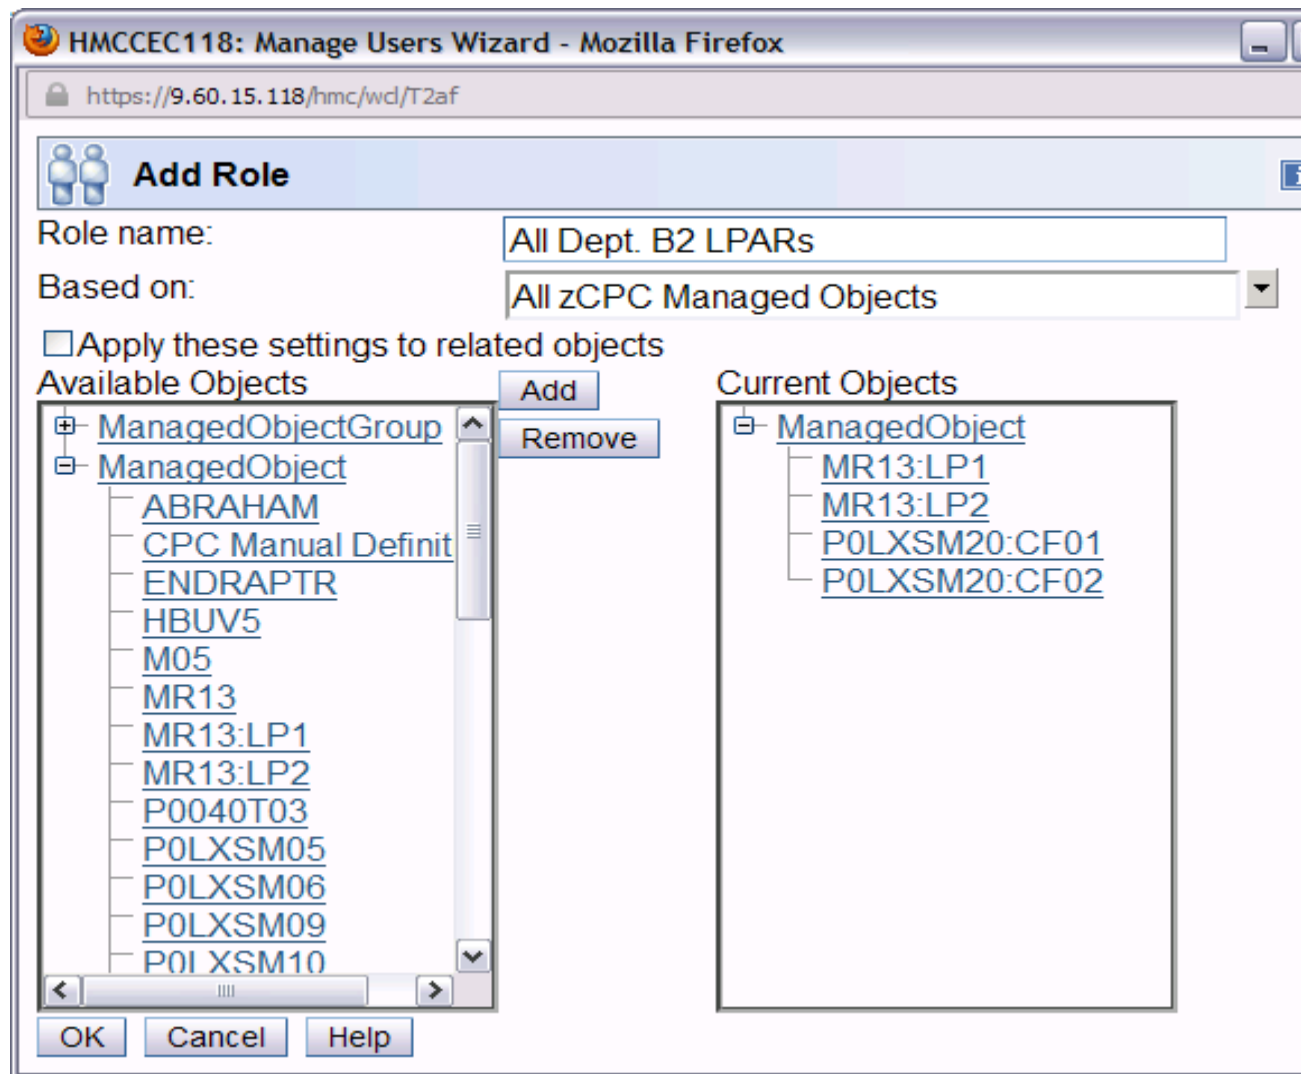 HMCCEC118: Manage Users Wizard - Mozilla Firefox
https://9.60.15.118/hmc/wcl/T2af
Add Role
Role name:
All Dept. B2 LPARs
Based on:
All zCPC Managed Objects
Apply these settings to related objects
Available Objects
Add
Remove
Current Objects
ManagedObjectGroup
ManagedObject
ABRAHAM
CPC Manual Definit
ENDRAPTR
HBUV5
M05
MR13
MR13:LP1
MR13:LP2
P0040T03
P0LXSM05
P0LXSM06
P0LXSM09
P0LXSM10
ManagedObject
MR13:LP1
MR13:LP2
P0LXSM20:CF01
P0LXSM20:CF02
OK
Cancel
Help